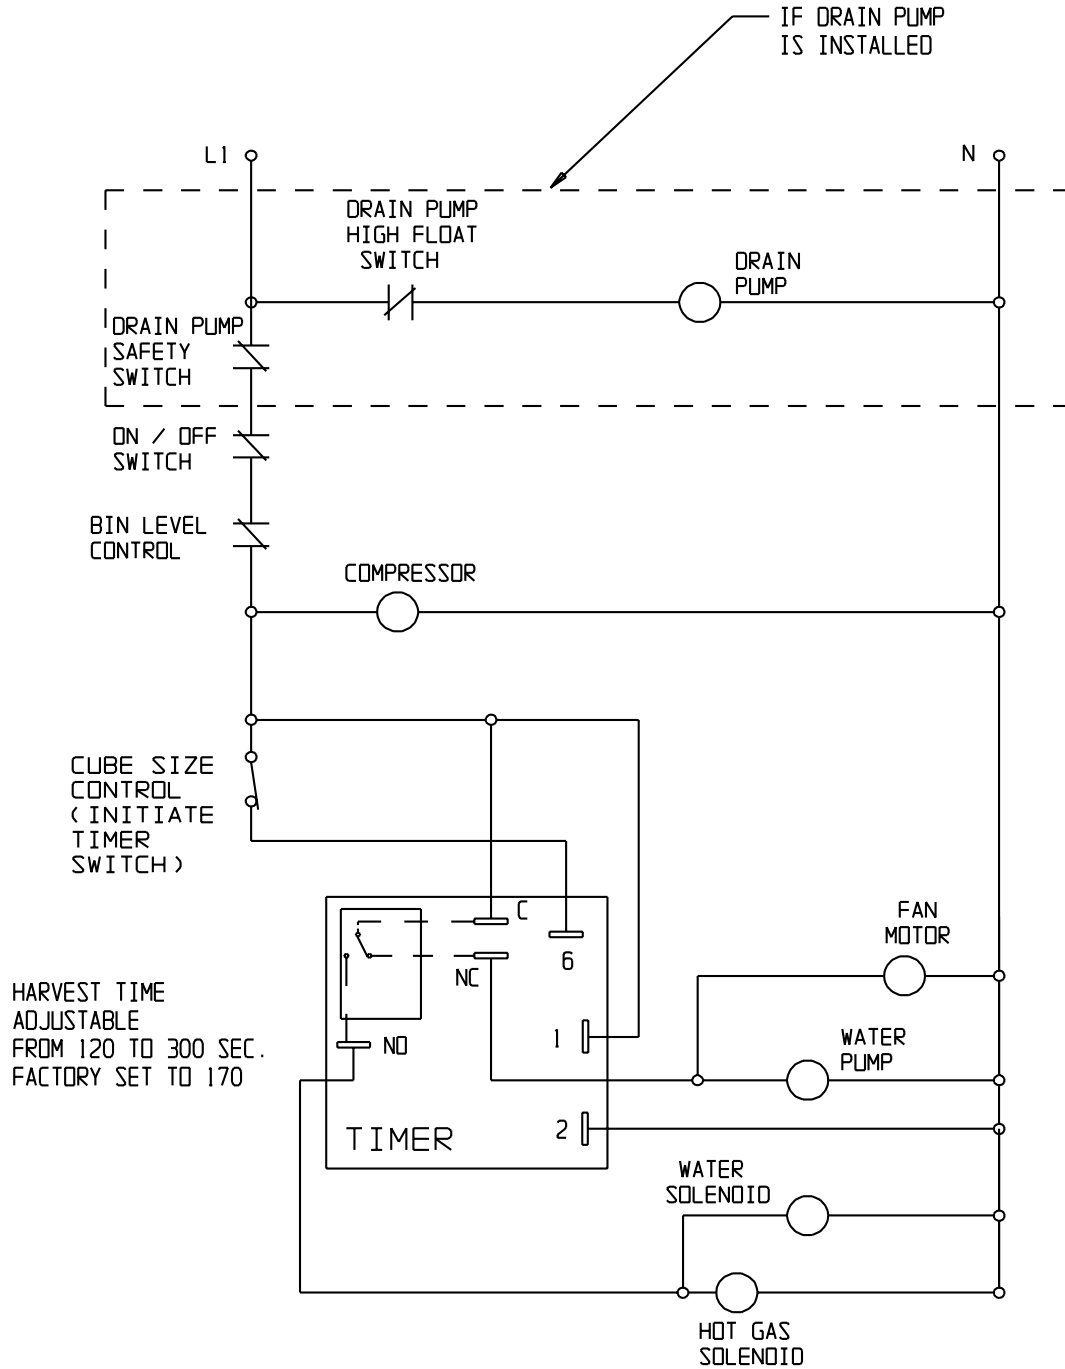 IF DRAIN PUMP
IS INSTALLED
L1
N
DRAIN PUMP
HIGH FLOAT
SWITCH
DRAIN
PUMP
DRAIN PUMP
SAFETY
SWITCH
ON / OFF
SWITCH
BIN LEVEL
CONTROL
COMPRESSOR
CUBE SIZE
CONTROL
(INITIATE
TIMER
SWITCH)
C
6
NC
FAN
MOTOR
HARVEST TIME
ADJUSTABLE
FROM 120 TO 300 SEC.
FACTORY SET TO 170
1
NO
WATER
PUMP
2
TIMER
WATER
SOLENOID
HOT GAS
SOLENOID